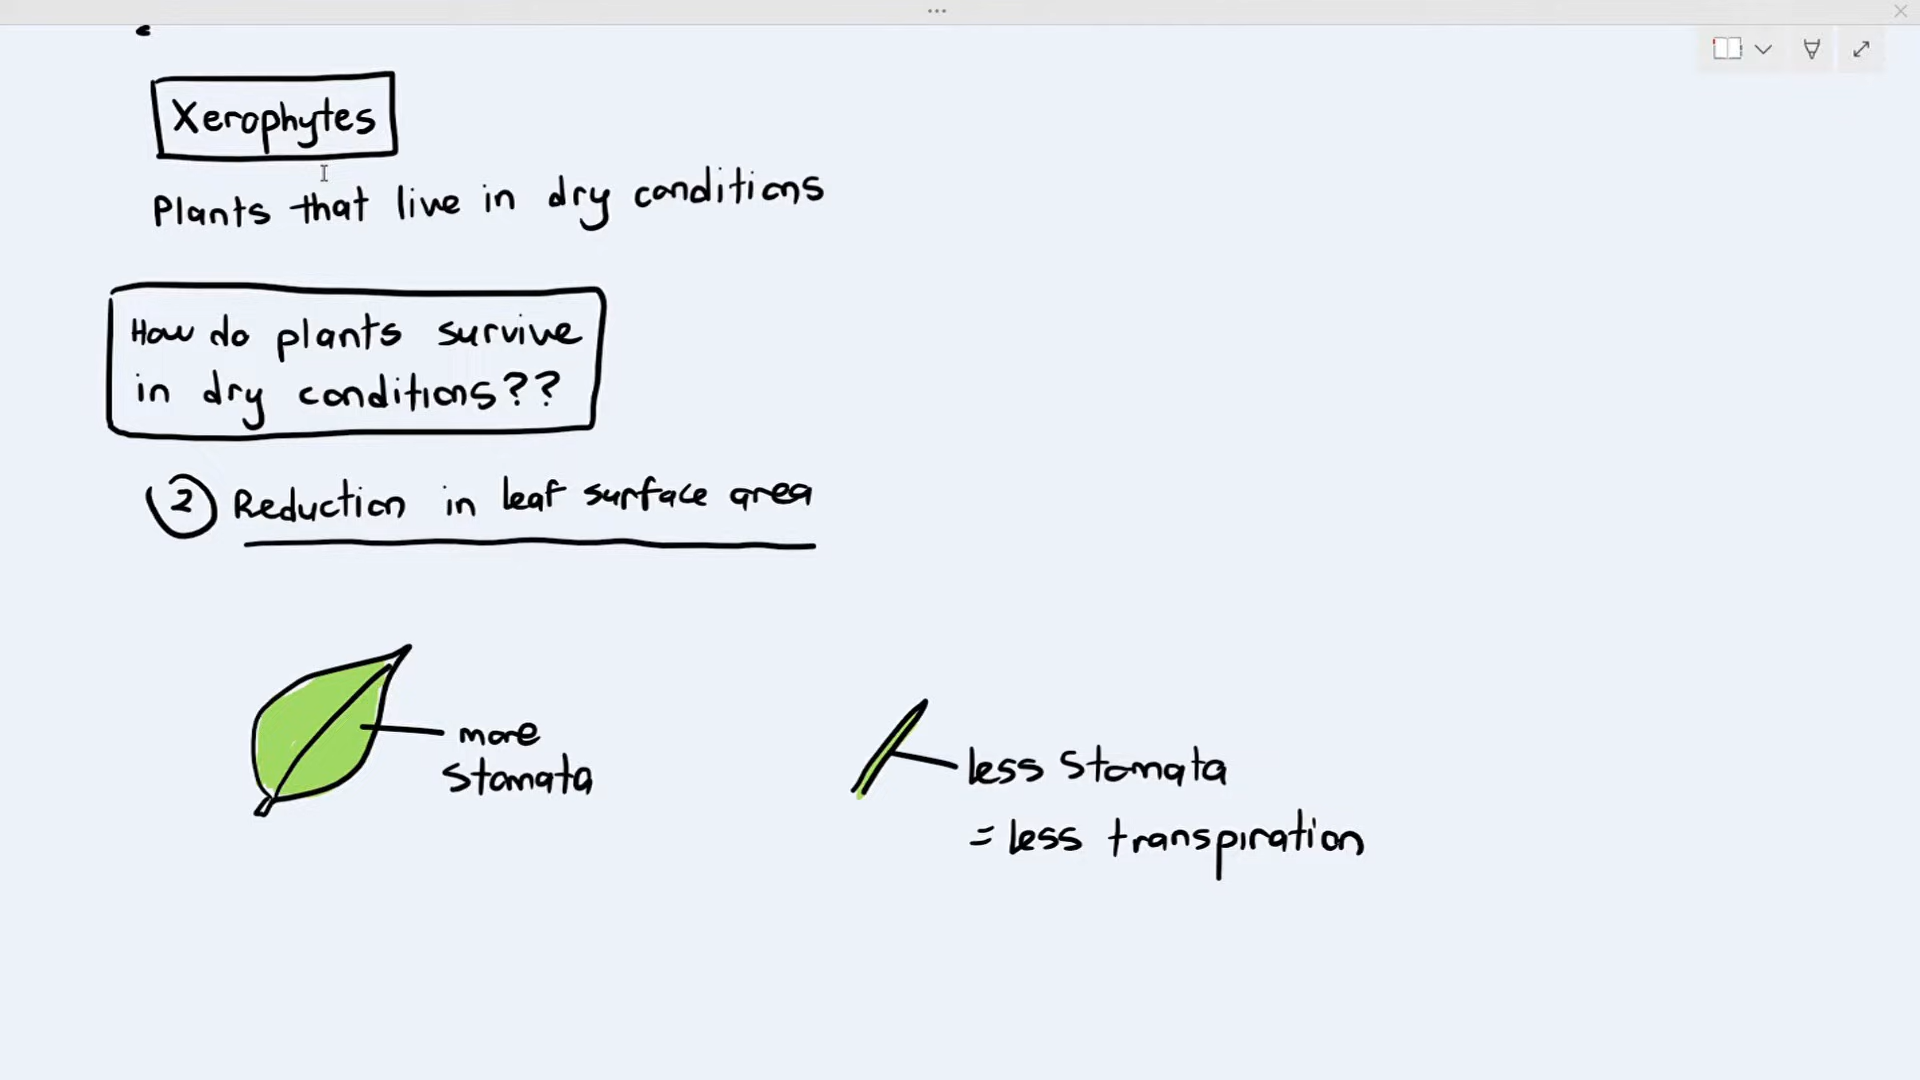 Xerophytes
Plants that live in dry conditions
How do plants survive
in dry conditions??
2 Reduction in leaf surface area
more
Stomata
less Stomata
= less transpiration